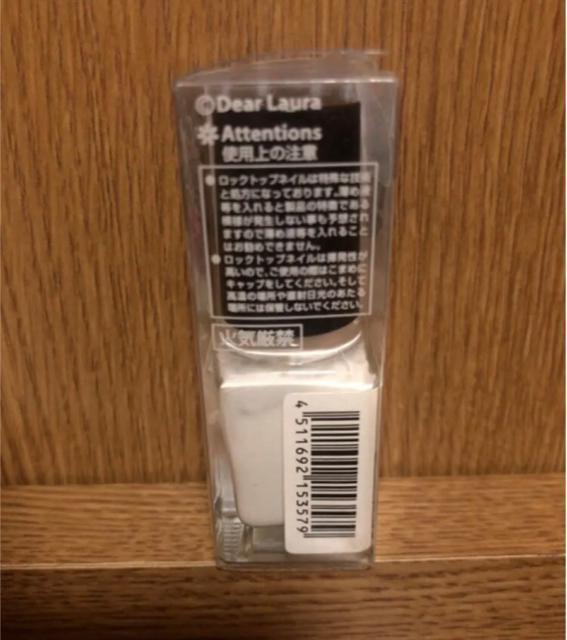 ©Dear Laura
✲Attentions
使用上の注意
●ロックトップネイルは特殊な技術
と処方になっております。薄め液
等を入れると製品の特徴である
模様が発生しない事も予想され
ますので薄め液等を入れること
はお勧めできません。
●ロックトップネイルは揮発性が
高いので、ご使用の際はこまめに
キャップをしてください。そして
高温の場所や直射日光のあたる
場所には保管しないでください。
火気厳禁
4 511692 153579